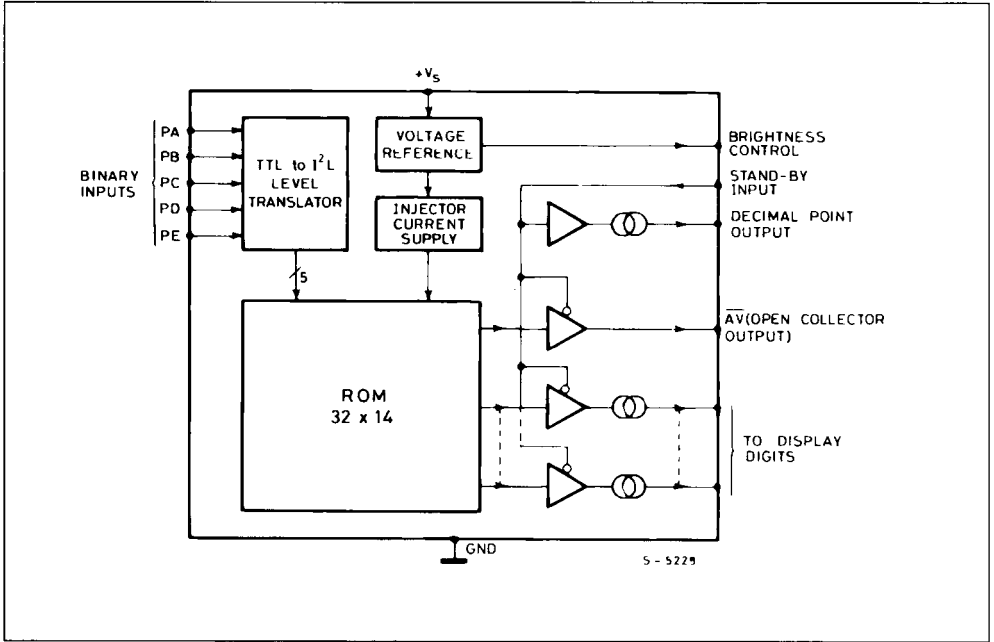 +VS
PA
PB
PC
PD
PE
BINARY
INPUTS
TTL to I²L
LEVEL
TRANSLATOR
VOLTAGE
REFERENCE
INJECTOR
CURRENT
SUPPLY
5
BRIGHTNESS
CONTROL
STAND-BY
INPUT
DECIMAL POINT
OUTPUT
A̅V̅(OPEN COLLECTOR
OUTPUT)
ROM
32 x 14
TO DISPLAY
DIGITS
GND
S-5229